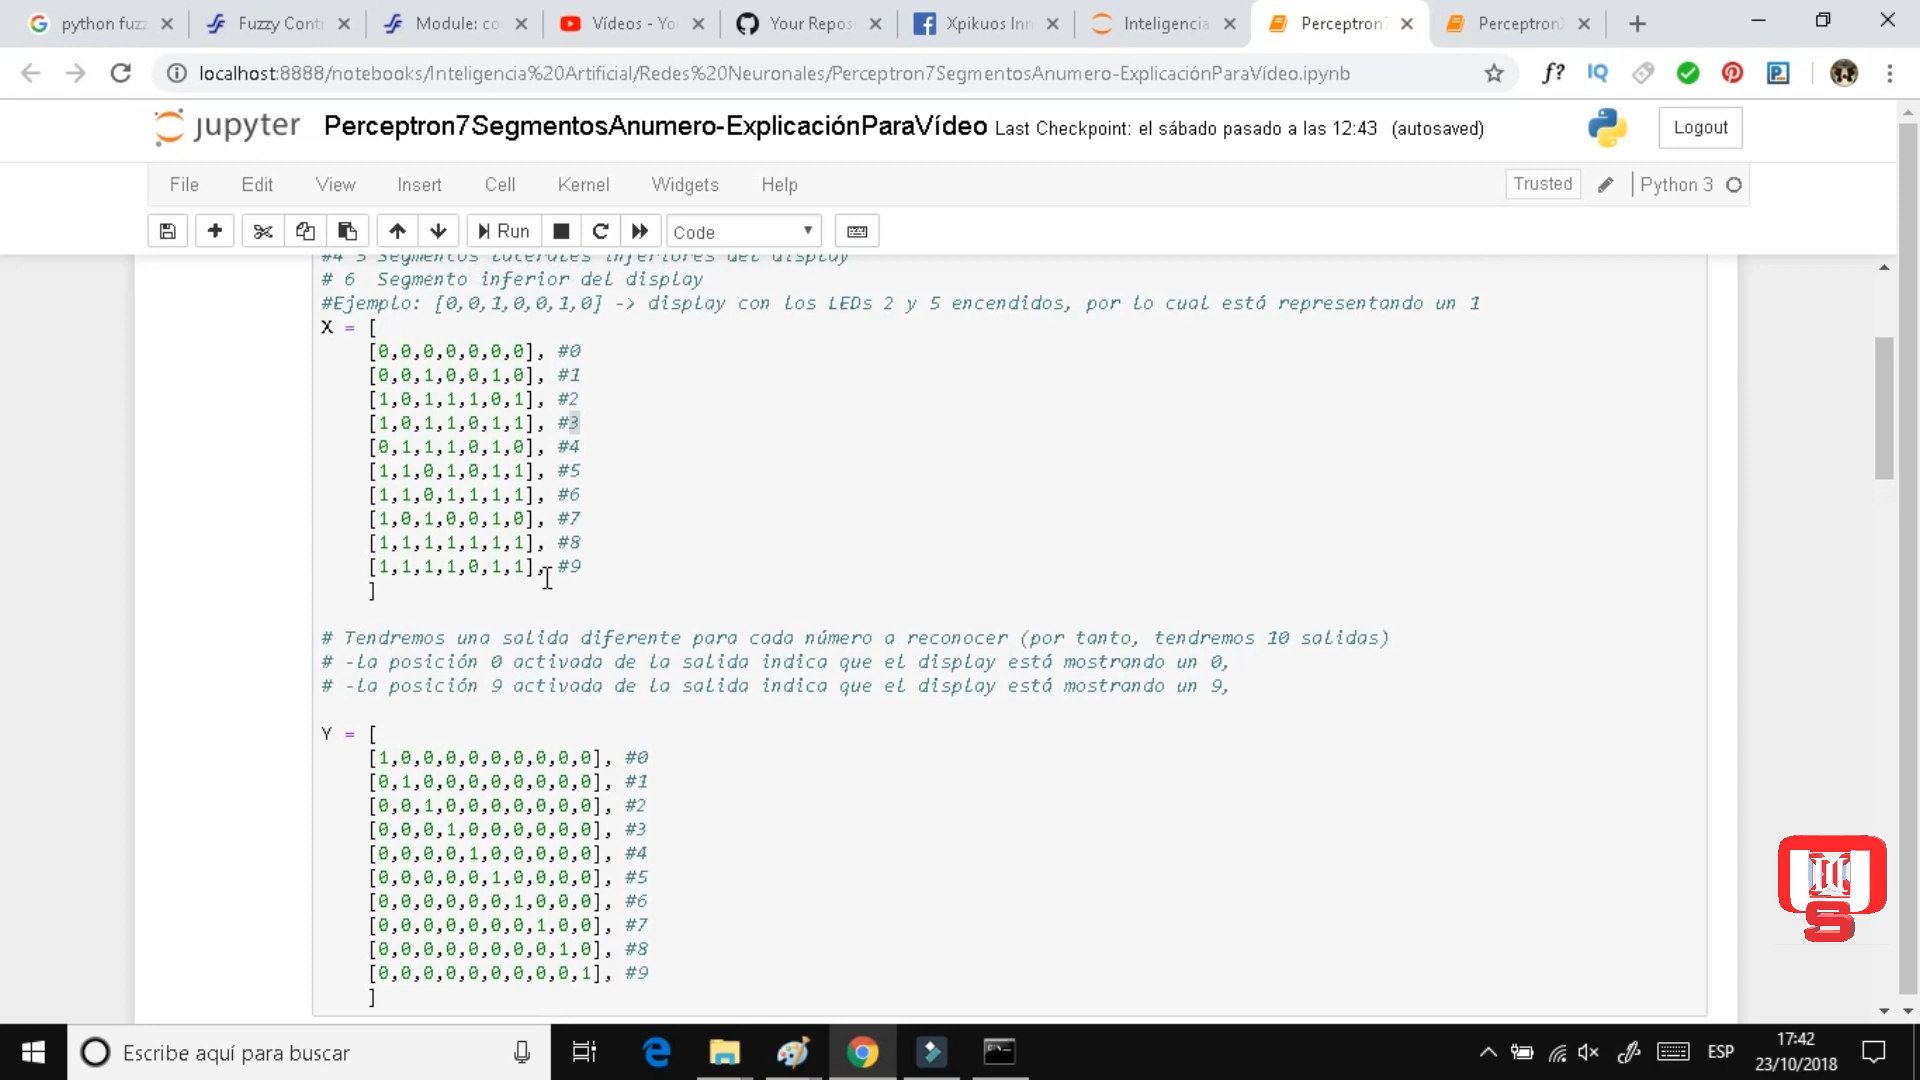 python fuzz
Fuzzy Contr
Module: co
Vídeos - Yo
Your Reposi
Xpikuos Inn
Inteligencia
Perceptron7
Perceptron
localhost:8888/notebooks/Inteligencia%20Artificial/Redes%20Neuronales/Perceptron7SegmentosAnumero-ExplicaciónParaVídeo.ipynb
f?
IQ
jupyter Perceptron7SegmentosAnumero-ExplicaciónParaVídeo Last Checkpoint: el sábado pasado a las 12:43 (autosaved)
Logout
File Edit View Insert Cell Kernel Widgets Help
Trusted
Python 3
Run
Code
#4 5 Segmentos laterales inferiores del display
# 6  Segmento inferior del display
#Ejemplo: [0,0,1,0,0,1,0] -> display con los LEDs 2 y 5 encendidos, por lo cual está representando un 1
X = [
[0,0,0,0,0,0,0], #0
[0,0,1,0,0,1,0], #1
[1,0,1,1,1,0,1], #2
[1,0,1,1,0,1,1], #3
[0,1,1,1,0,1,0], #4
[1,1,0,1,0,1,1], #5
[1,1,0,1,1,1,1], #6
[1,0,1,0,0,1,0], #7
[1,1,1,1,1,1,1], #8
[1,1,1,1,0,1,1], #9
]
# Tendremos una salida diferente para cada número a reconocer (por tanto, tendremos 10 salidas)
# -la posición 0 activada de la salida indica que el display está mostrando un 0,
# -la posición 9 activada de la salida indica que el display está mostrando un 9,
Y = [
[1,0,0,0,0,0,0,0,0,0], #0
[0,1,0,0,0,0,0,0,0,0], #1
[0,0,1,0,0,0,0,0,0,0], #2
[0,0,0,1,0,0,0,0,0,0], #3
[0,0,0,0,1,0,0,0,0,0], #4
[0,0,0,0,0,1,0,0,0,0], #5
[0,0,0,0,0,0,1,0,0,0], #6
[0,0,0,0,0,0,0,1,0,0], #7
[0,0,0,0,0,0,0,0,1,0], #8
[0,0,0,0,0,0,0,0,0,1], #9
]
Escribe aquí para buscar
ESP
17:42
23/10/2018